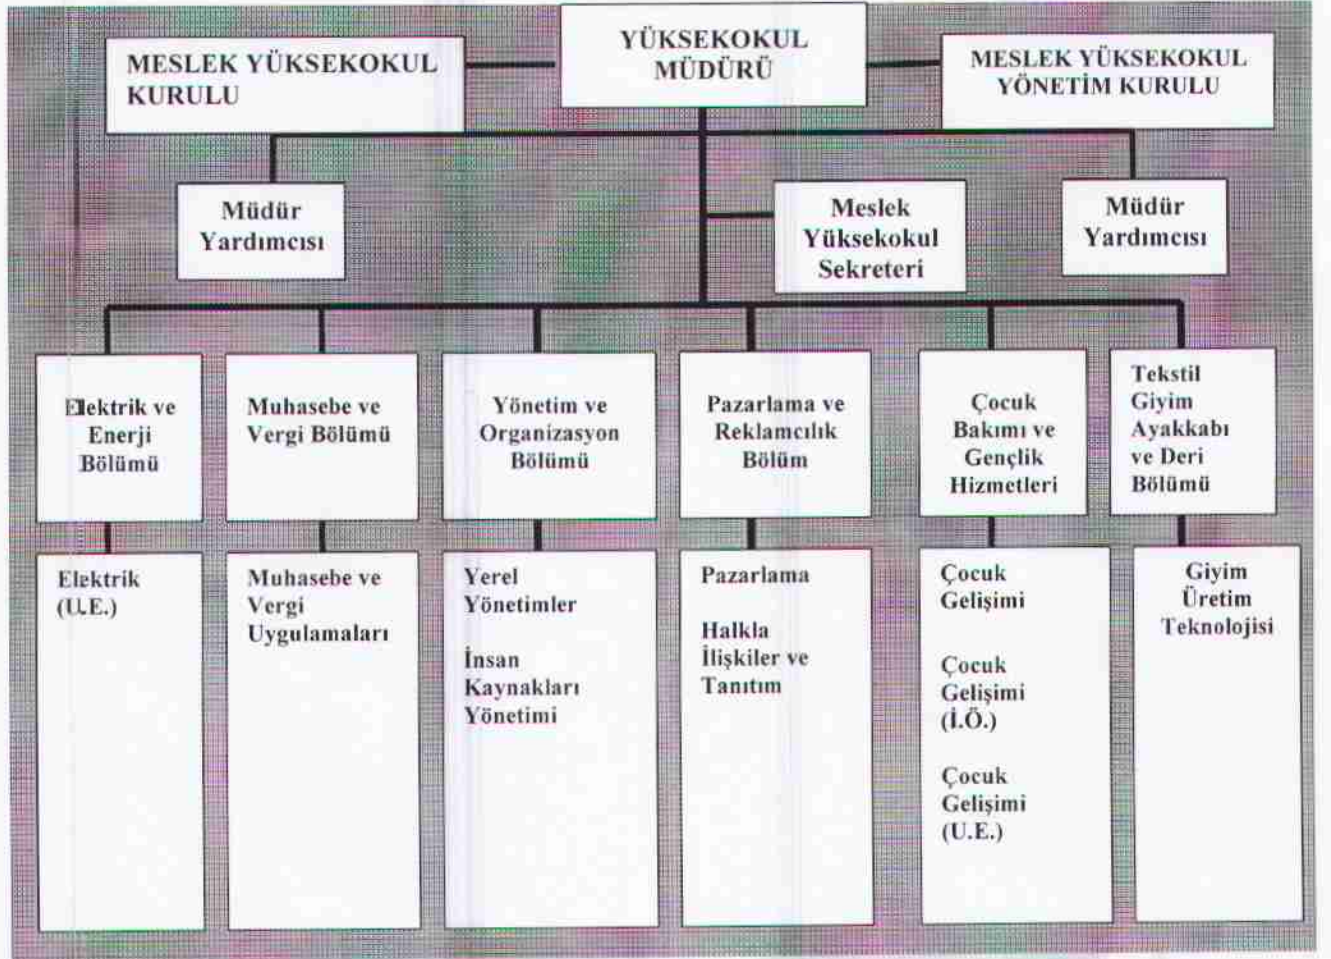 YÜKSEKOKUL
MÜDÜRÜ
MESLEK YÜKSEKOKUL
KURULU
MESLEK YÜKSEKOKUL
YÖNETİM KURULU
Müdür
Yardımcısı
Meslek
Yüksekokul
Sekreteri
Müdür
Yardımcısı
Elektrik ve
Enerji
Bölümü
Muhasebe ve
Vergi Bölümü
Yönetim ve
Organizasyon
Bölümü
Pazarlama ve
Reklamcılık
Bölüm
Çocuk
Bakımı ve
Gençlik
Hizmetleri
Tekstil
Giyim
Ayakkabı
ve Deri
Bölümü
Elektrik
(U.E.)
Muhasebe ve
Vergi
Uygulamaları
Yerel
Yönetimler
İnsan
Kaynakları
Yönetimi
Pazarlama
Halkla
İlişkiler ve
Tanıtım
Çocuk
Gelişimi
Çocuk
Gelişimi
(İ.Ö.)
Çocuk
Gelişimi
(U.E.)
Giyim
Üretim
Teknolojisi